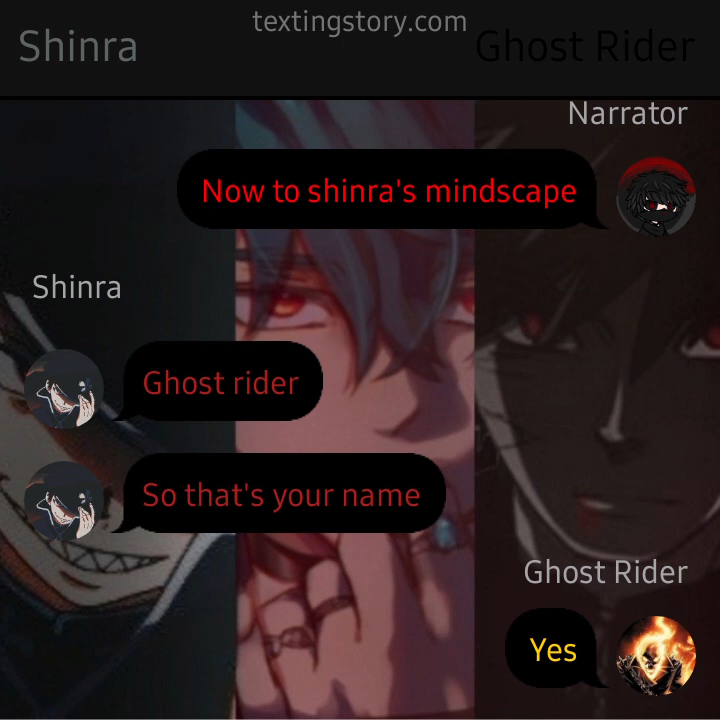 textingstory.com
Shinra
Ghost Rider
Narrator
Now to shinra's mindscape
Shinra
Ghost rider
So that's your name
Ghost Rider
Yes